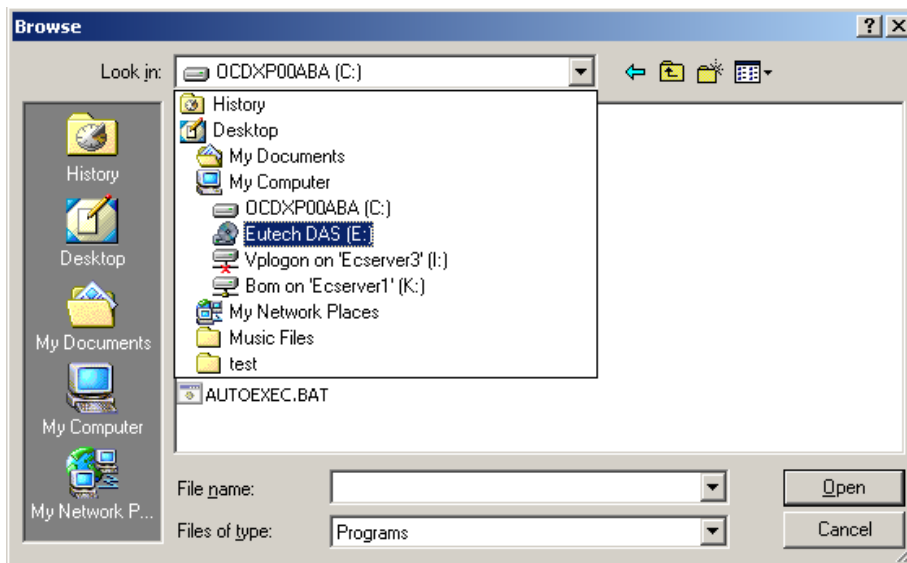 Browse
Look in: OCDXP00ABA (C:)
History
Desktop
My Documents
My Computer
OCDXP00ABA (C:)
Eutech DAS (E:)
Vplogon on 'Ecserver3' (I:)
Bom on 'Ecserver1' (K:)
My Network Places
Music Files
test
AUTOEXEC.BAT
History
Desktop
My Documents
My Computer
My Network P...
File name:
Open
Files of type: Programs
Cancel